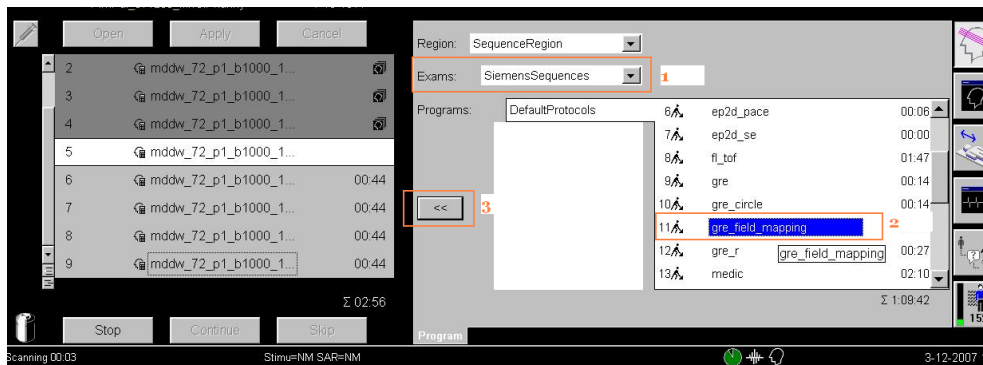 Open Apply Cancel
2 mddw_72_p1_b1000_1...
3 mddw_72_p1_b1000_1...
4 mddw_72_p1_b1000_1...
5 mddw_72_p1_b1000_1...
6 mddw_72_p1_b1000_1... 00:44
7 mddw_72_p1_b1000_1... 00:44
8 mddw_72_p1_b1000_1... 00:44
9 mddw_72_p1_b1000_1... 00:44
Σ 02:56
Stop Continue Skip
Region: SequenceRegion
Exams: SiemensSequences 1
Programs: DefaultProtocols
<< 3
6 ep2d_pace 00:06
7 ep2d_se 00:00
8 fl_tof 01:47
9 gre 00:14
10 gre_circle 00:14
11 gre_field_mapping 2
12 gre_r 00:27
gre_field_mapping
13 medic 02:10
Σ 1:09:42
Program
Scanning 00:03 Stimu=NM SAR=NM 3-12-2007